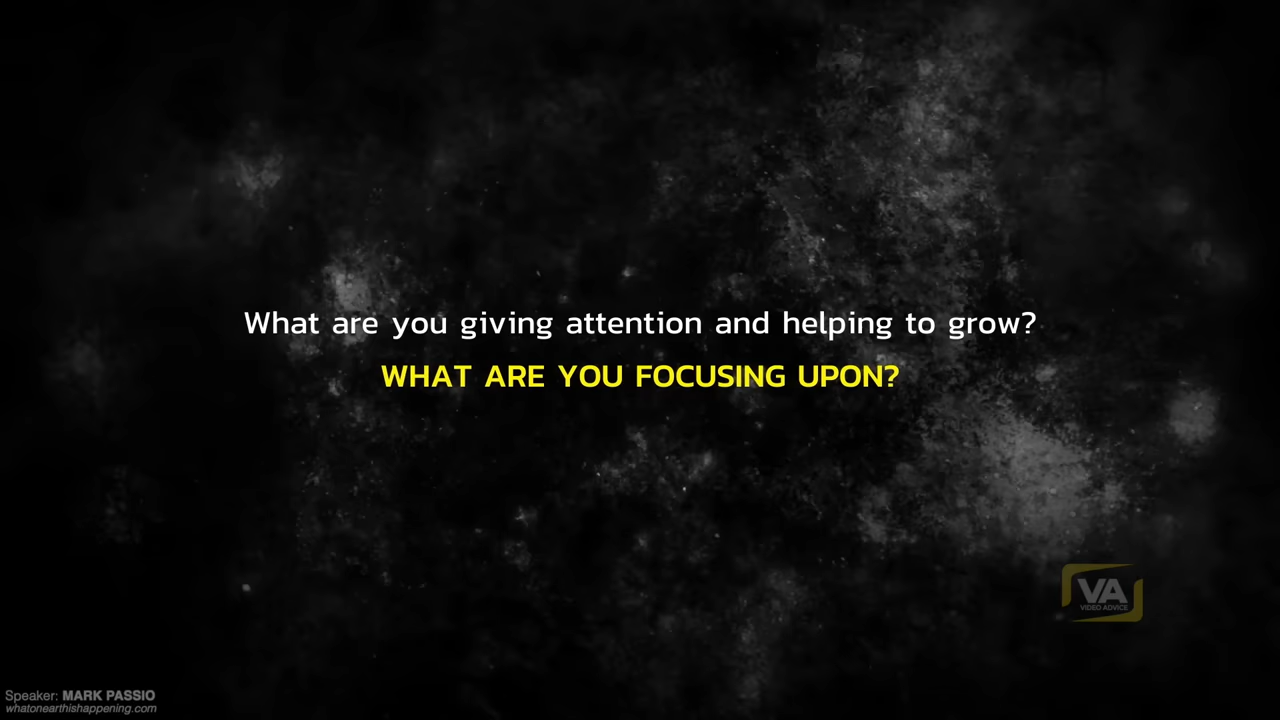 What are you giving attention and helping to grow?
WHAT ARE YOU FOCUSING UPON?
VA
VIDEO ADVICE
Speaker: MARK PASSIO
whatonearthishappening.com